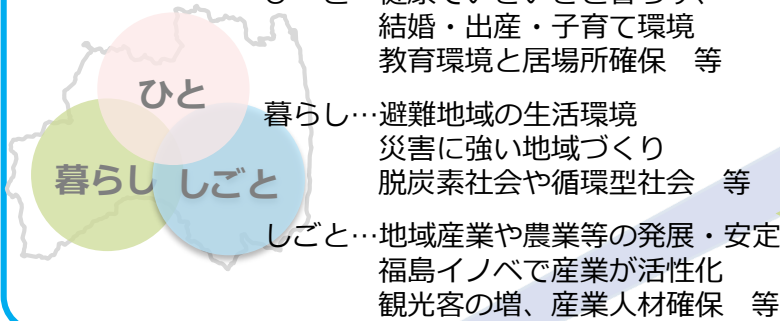 ひと
暮らし
しごと
結婚・出産・子育て環境
教育環境と居場所確保　等
暮らし…避難地域の生活環境
災害に強い地域づくり
脱炭素社会や循環型社会　等
しごと…地域産業や農業等の発展・安定
福島イノベで産業が活性化
観光客の増、産業人材確保　等